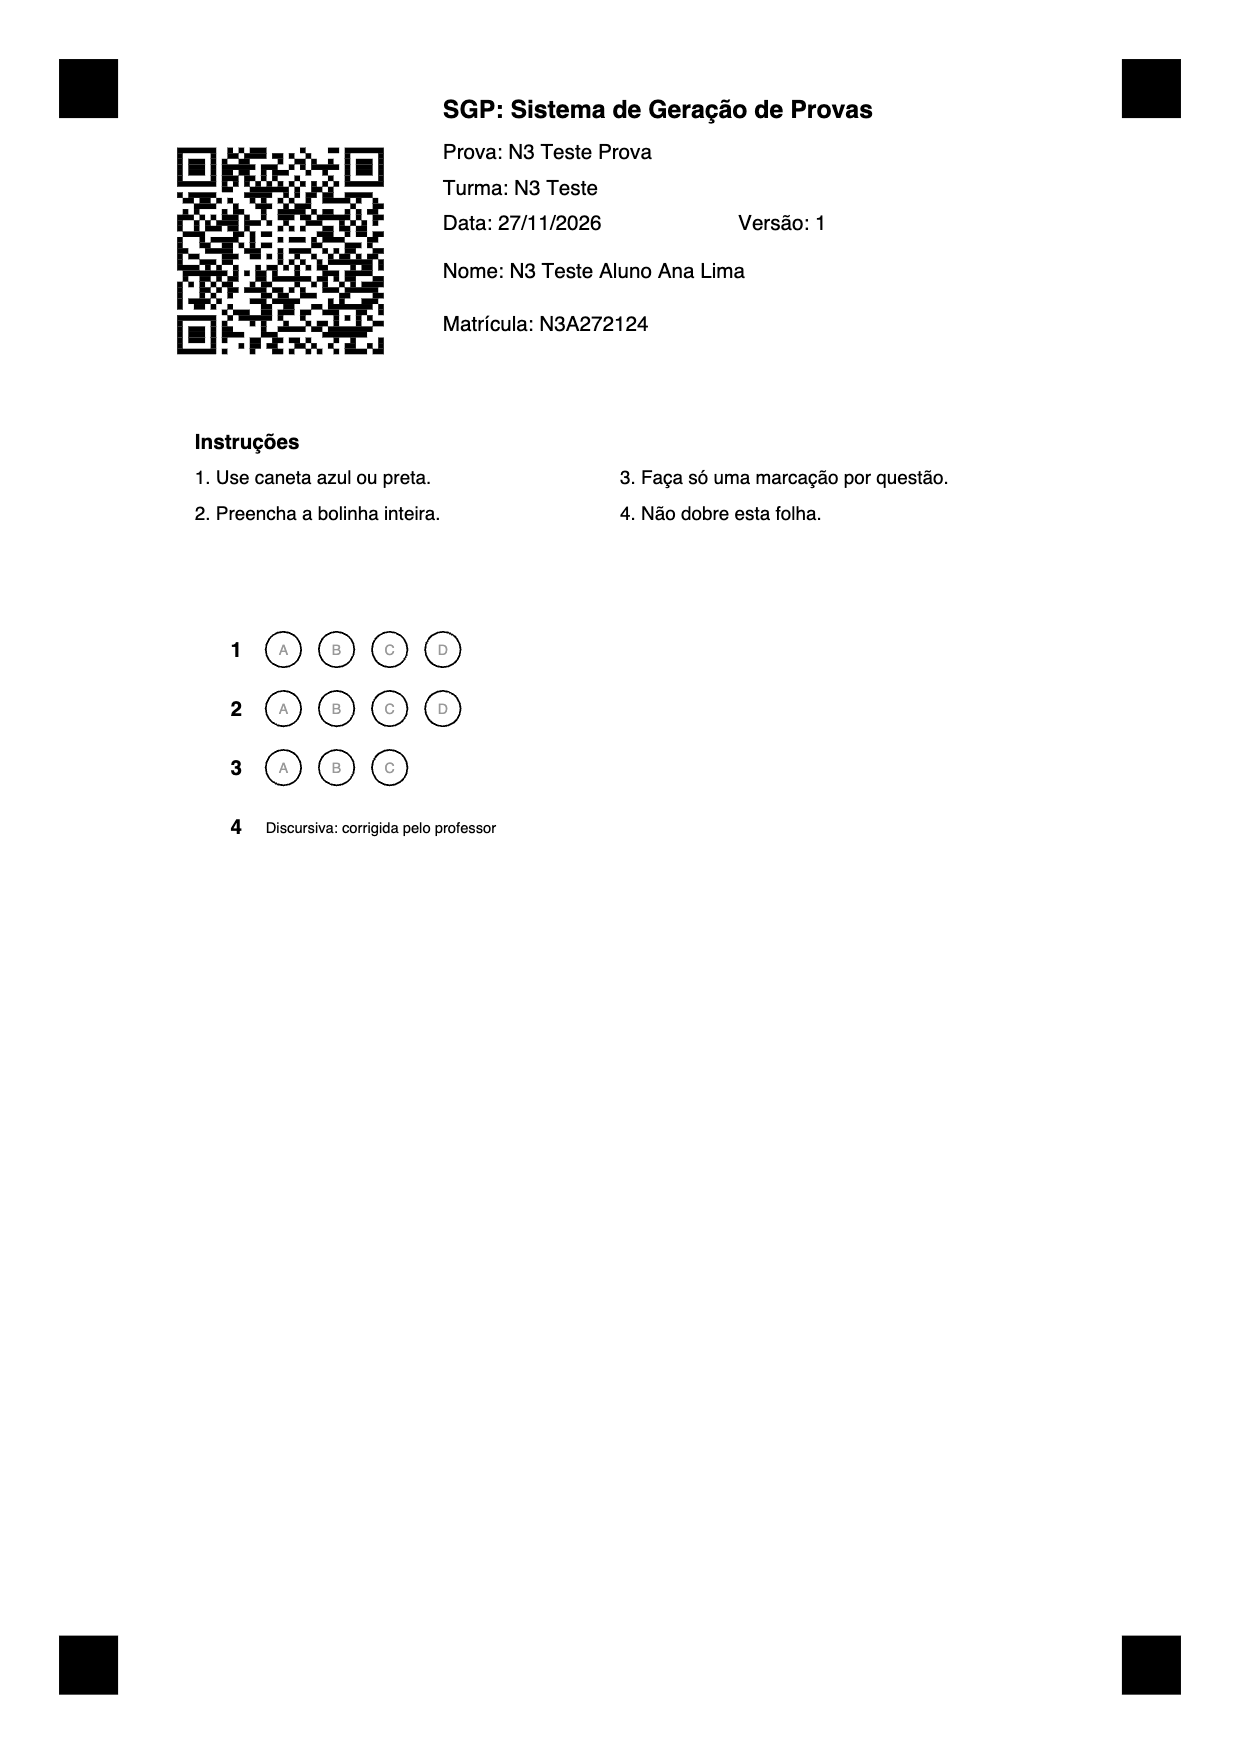 SGP: Sistema de Geração de Provas
Prova: N3 Teste Prova
Turma: N3 Teste
Data: 27/11/2026 Versão: 1
Nome: N3 Teste Aluno Ana Lima
Matrícula: N3A272124
Instruções
1. Use caneta azul ou preta.
2. Preencha a bolinha inteira.
3. Faça só uma marcação por questão.
4. Não dobre esta folha.
1 A B C D
2 A B C D
3 A B C
4 Discursiva: corrigida pelo professor